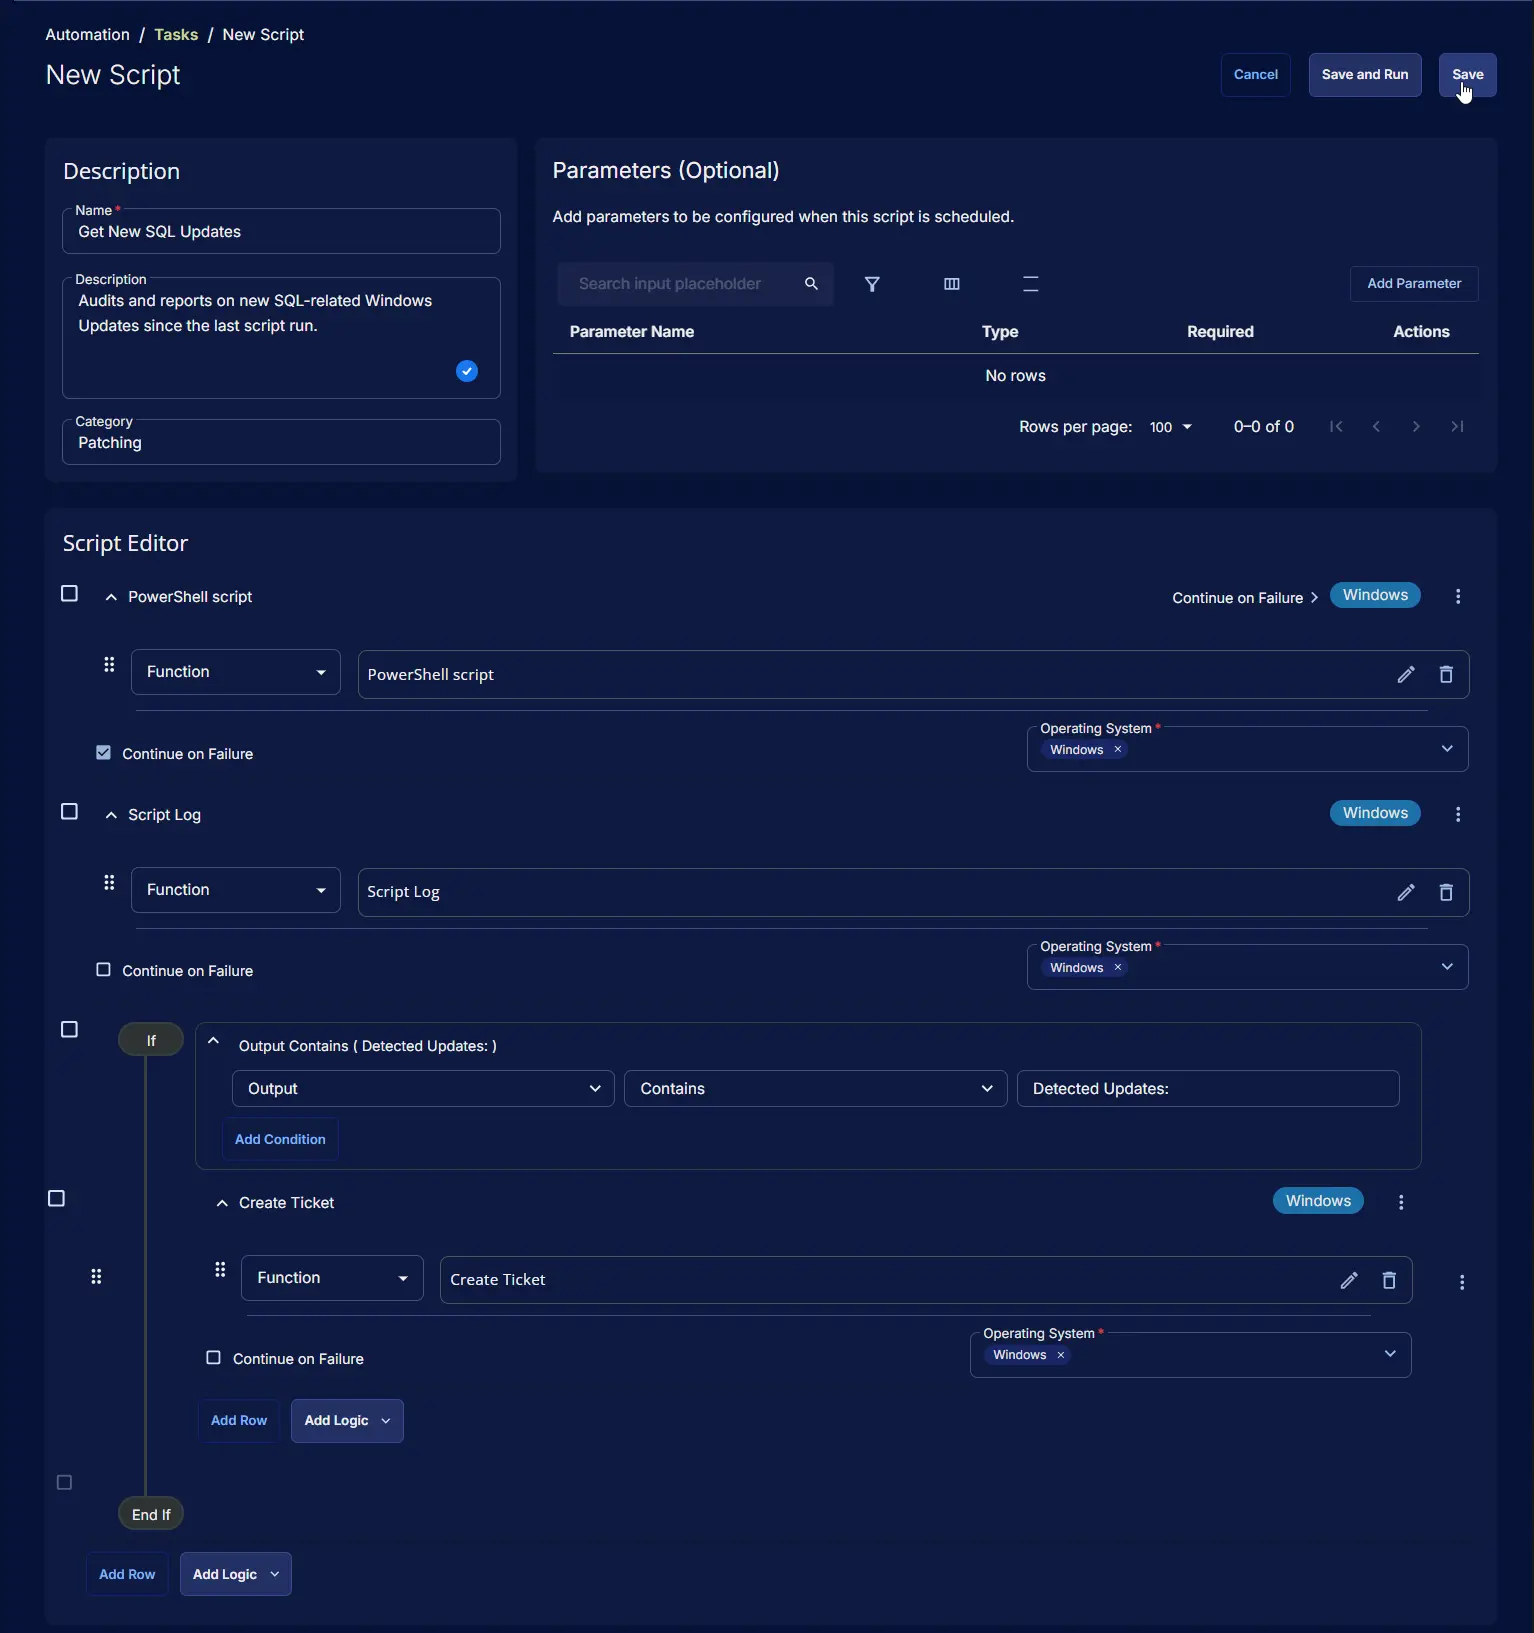 Automation / Tasks / New Script
New Script
Cancel
Save and Run
Save
Description
Name *
Get New SQL Updates
Description
Audits and reports on new SQL-related Windows
Updates since the last script run.
Category
Patching
Parameters (Optional)
Add parameters to be configured when this script is scheduled.
Search input placeholder
Add Parameter
Parameter Name Type Required Actions
No rows
Rows per page: 100 0–0 of 0
Script Editor
PowerShell script
Continue on Failure
Windows
Function
PowerShell script
Continue on Failure
Operating System *
Windows
Script Log
Windows
Function
Script Log
Continue on Failure
Operating System *
Windows
If
Output Contains ( Detected Updates: )
Output
Contains
Detected Updates:
Add Condition
Create Ticket
Windows
Function
Create Ticket
Continue on Failure
Operating System *
Windows
Add Row
Add Logic
End If
Add Row
Add Logic